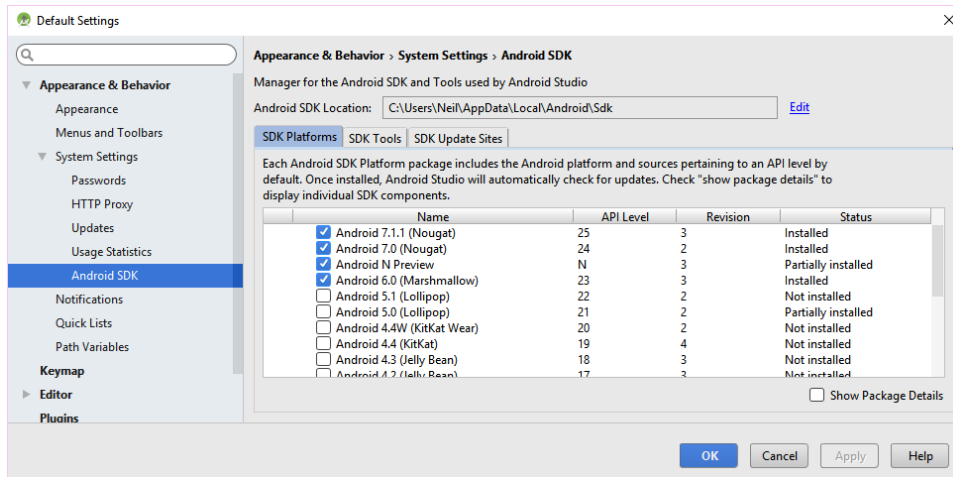 Default Settings
Appearance & Behavior › System Settings › Android SDK
Appearance & Behavior
Appearance
Menus and Toolbars
System Settings
Passwords
HTTP Proxy
Updates
Usage Statistics
Android SDK
Notifications
Quick Lists
Path Variables
Keymap
Editor
Plugins
Manager for the Android SDK and Tools used by Android Studio
Android SDK Location: C:\Users\Neil\AppData\Local\Android\Sdk Edit
SDK Platforms SDK Tools SDK Update Sites
Each Android SDK Platform package includes the Android platform and sources pertaining to an API level by
default. Once installed, Android Studio will automatically check for updates. Check "show package details" to
display individual SDK components.
Name API Level Revision Status
Android 7.1.1 (Nougat) 25 3 Installed
Android 7.0 (Nougat) 24 2 Installed
Android N Preview N 3 Partially installed
Android 6.0 (Marshmallow) 23 3 Installed
Android 5.1 (Lollipop) 22 2 Not installed
Android 5.0 (Lollipop) 21 2 Partially installed
Android 4.4W (KitKat Wear) 20 2 Not installed
Android 4.4 (KitKat) 19 4 Not installed
Android 4.3 (Jelly Bean) 18 3 Not installed
Android 4.2 (Jelly Bean) 17 3 Not installed
Show Package Details
OK Cancel Apply Help